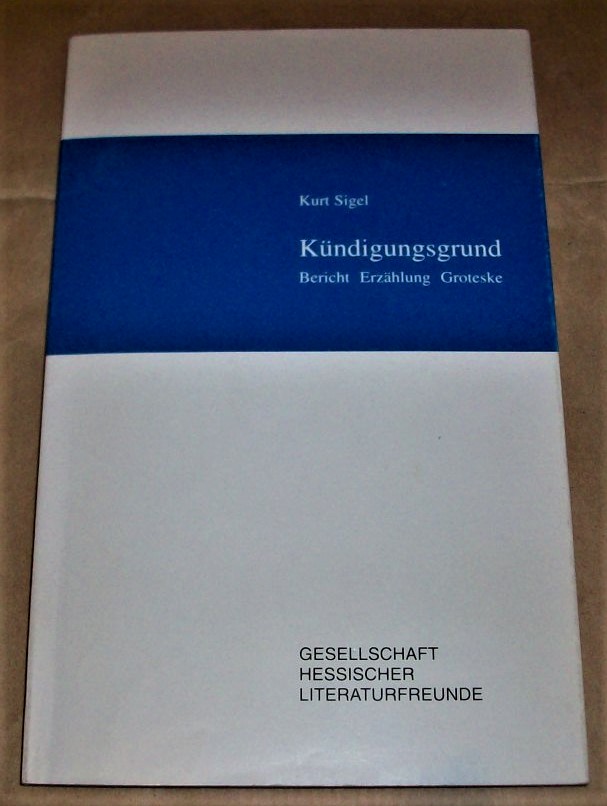 Kurt Sigel
Kündigungsgrund
Bericht Erzählung Groteske
GESELLSCHAFT
HESSISCHER
LITERATURFREUNDE